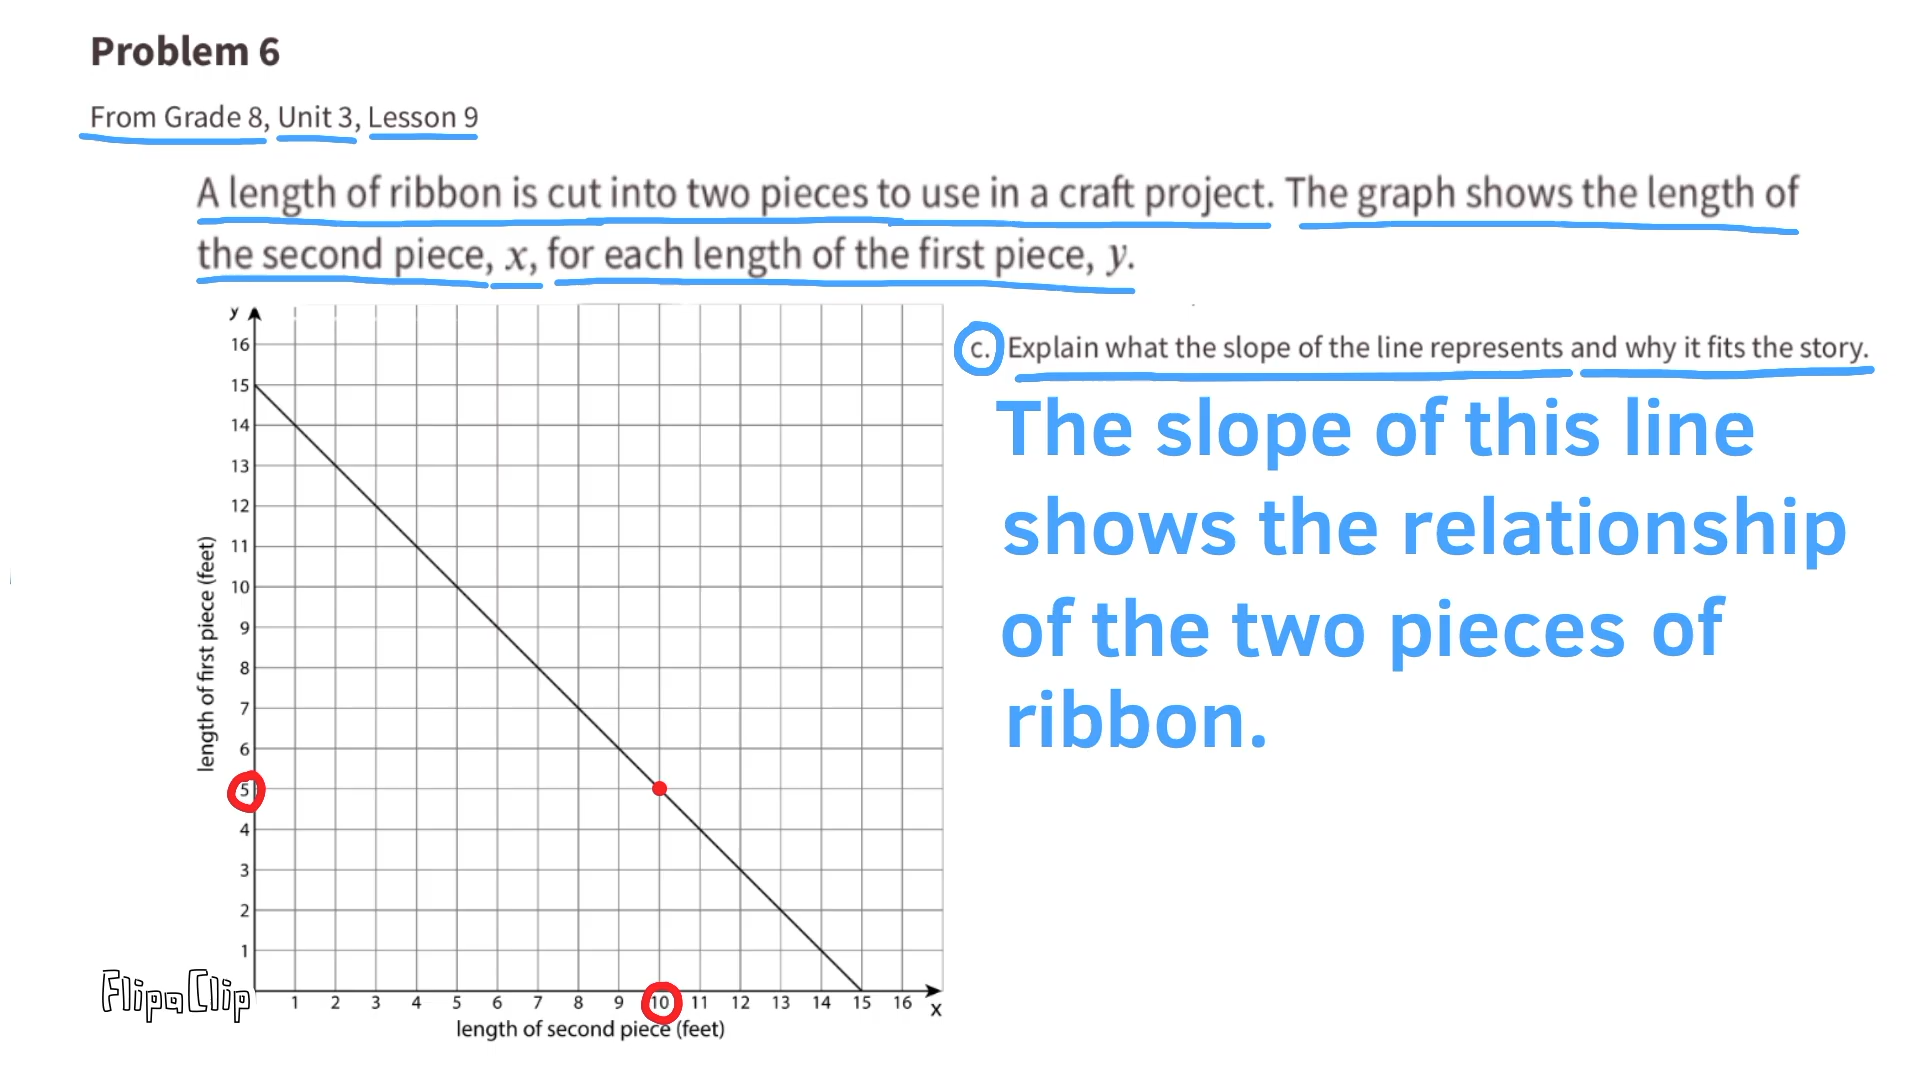 Problem 6
From Grade 8, Unit 3, Lesson 9
A length of ribbon is cut into two pieces to use in a craft project. The graph shows the length of
the second piece, x, for each length of the first piece, y.
c. Explain what the slope of the line represents and why it fits the story.
The slope of this line
shows the relationship
of the two pieces of
ribbon.
y
16
15
14
13
12
11
10
9
8
7
6
5
4
3
2
1
length of first piece (feet)
1 2 3 4 5 6 7 8 9 10 11 12 13 14 15 16 x
length of second piece (feet)
FlipaClip